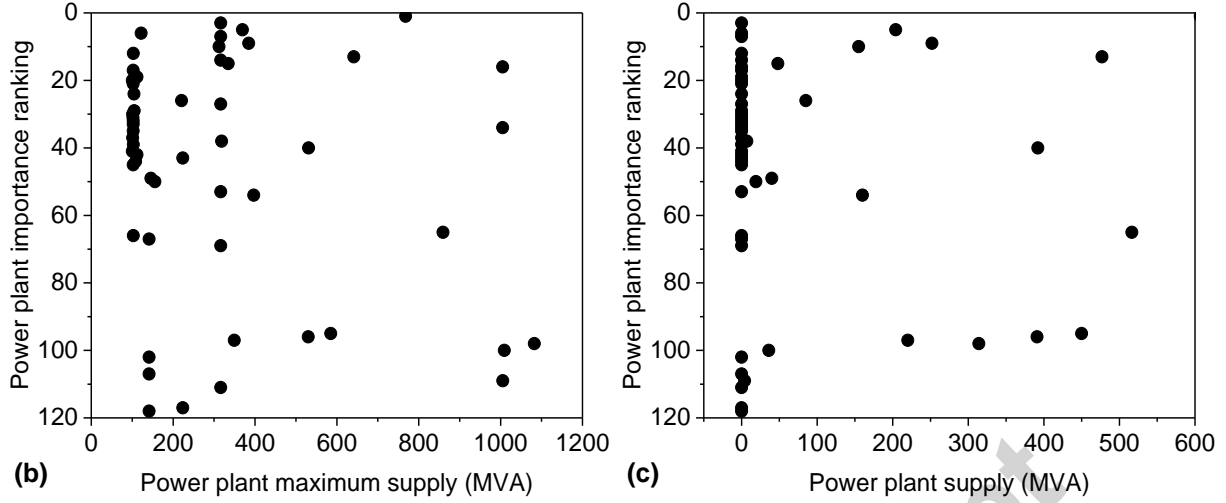 0
20
40
60
80
100
120
Power plant importance ranking
0 200 400 600 800 1000 1200
(b) Power plant maximum supply (MVA)
0
20
40
60
80
100
120
Power plant importance ranking
0 100 200 300 400 500 600
(c) Power plant supply (MVA)